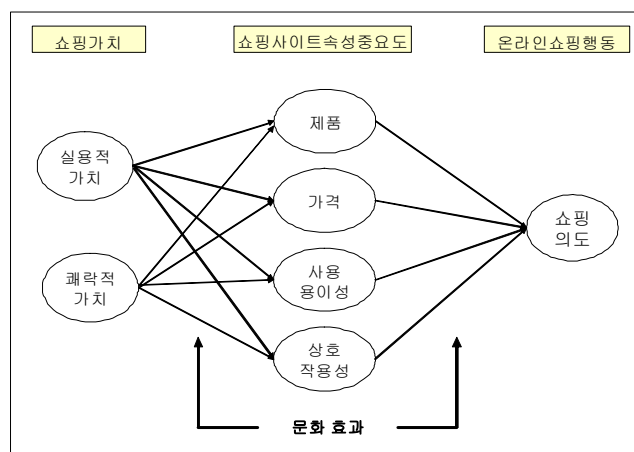 쇼핑가치
쇼핑사이트속성중요도
온라인쇼핑행동
실용적
가치
쾌락적
가치
제품
가격
사용
용이성
상호
작용성
쇼핑
의도
문화 효과